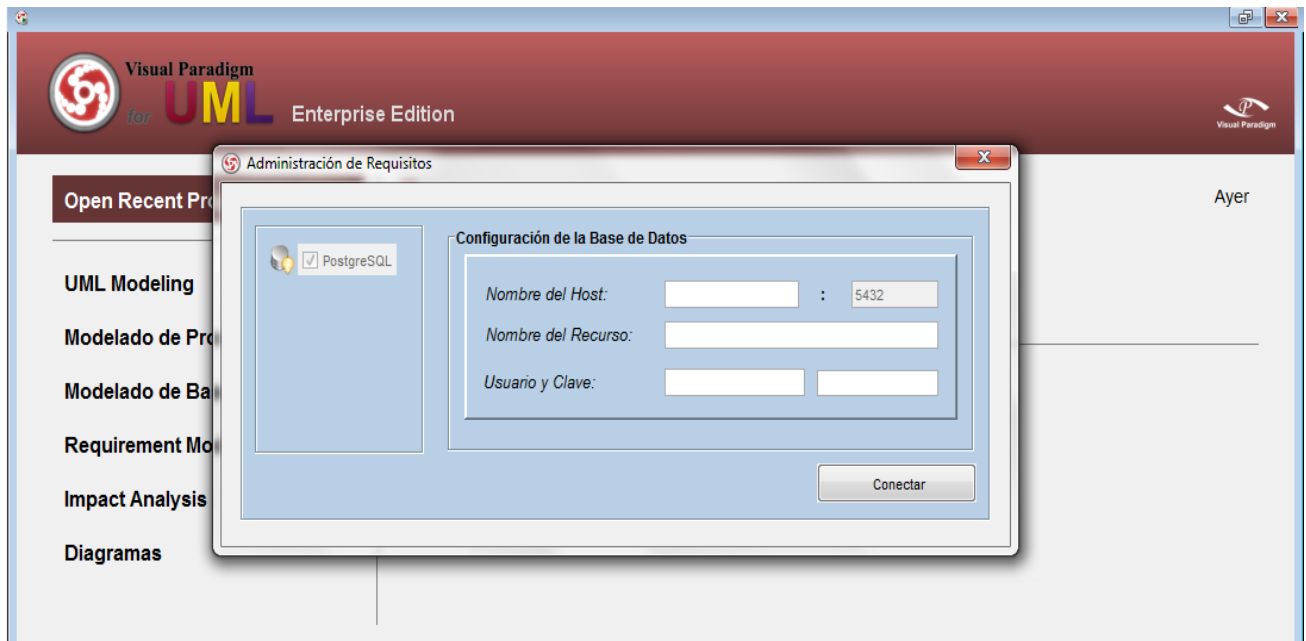 Visual Paradigm
for UML Enterprise Edition
Visual Paradigm
Administración de Requisitos
Open Recent Pr
Ayer
PostgreSQL
Configuración de la Base de Datos
Nombre del Host: : 5432
Nombre del Recurso:
Usuario y Clave:
Conectar
UML Modeling
Modelado de Pro
Modelado de Ba
Requirement Mo
Impact Analysis
Diagramas